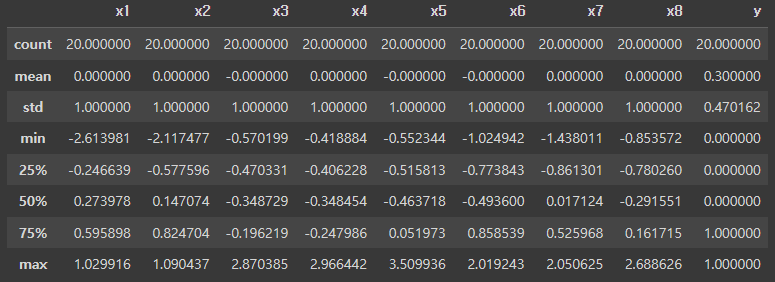 x1 x2 x3 x4 x5 x6 x7 x8 y
count 20.000000 20.000000 20.000000 20.000000 20.000000 20.000000 20.000000 20.000000 20.000000
mean 0.000000 0.000000 -0.000000 0.000000 -0.000000 -0.000000 0.000000 0.000000 0.300000
std 1.000000 1.000000 1.000000 1.000000 1.000000 1.000000 1.000000 1.000000 0.470162
min -2.613981 -2.117477 -0.570199 -0.418884 -0.552344 -1.024942 -1.438011 -0.853572 0.000000
25% -0.246639 -0.577596 -0.470331 -0.406228 -0.515813 -0.773843 -0.861301 -0.780260 0.000000
50% 0.273978 0.147074 -0.348729 -0.348454 -0.463718 -0.493600 0.017124 -0.291551 0.000000
75% 0.595898 0.824704 -0.196219 -0.247986 0.051973 0.858539 0.525968 0.161715 1.000000
max 1.029916 1.090437 2.870385 2.966442 3.509936 2.019243 2.050625 2.688626 1.000000